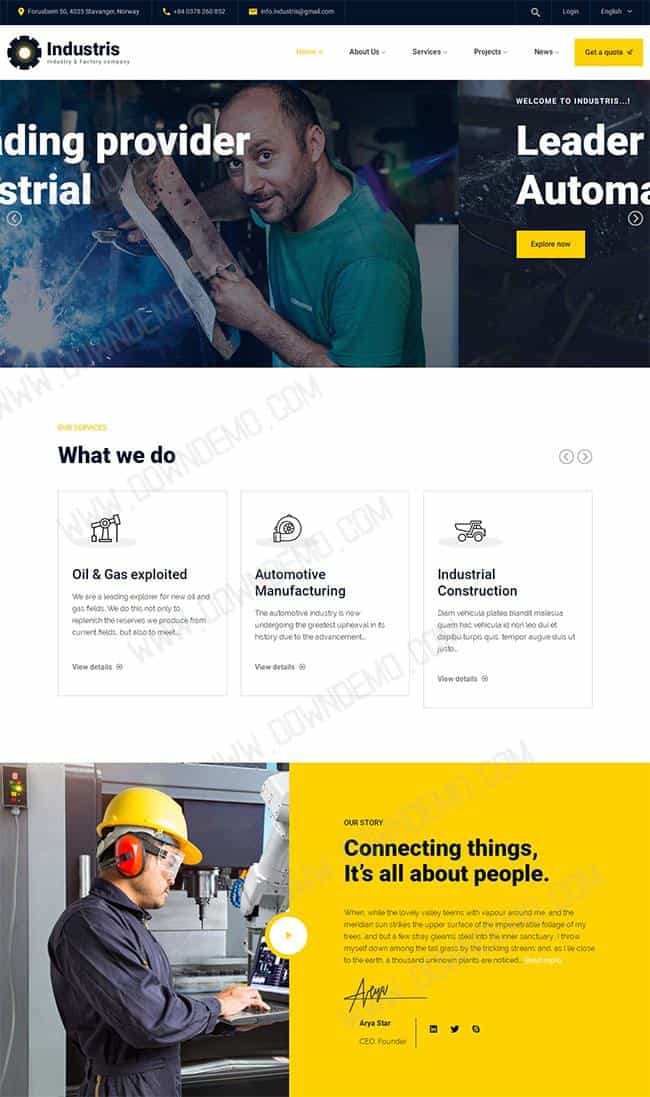 Forusbeen 50, 4035 Stavanger, Norway
+84 0378 260 852
info.industris@gmail.com
Login
English
Industris
Industry & Factory company
Home
About Us
Services
Projects
News
Get a quote
ding provider
strial
WELCOME TO INDUSTRIS...!
Leader
Automa
Explore now
OUR SERVICES
What we do
Oil & Gas exploited
We are a leading explorer for new oil and
gas fields. We do this not only to
replenish the reserves we produce from
current fields, but also to meet...
View details
Automotive
Manufacturing
The automotive industry is now
undergoing the greatest upheaval in its
history due to the advancement...
View details
Industrial
Construction
Diam vehicula platea blandit malesua
quam hac vehicula id non leo dui et
dapibu turpis quis, tempor augue duis ut
justo...
View details
OUR STORY
Connecting things,
It's all about people.
When, while the lovely valley teems with vapour around me, and the
meridian sun strikes the upper surface of the impenetrable foliage of my
trees, and but a few stray gleams steal into the inner sanctuary, I throw
myself down among the tall grass by the trickling stream; and, as I lie close
to the earth, a thousand unknown plants are noticed... Read more.
Arya
Arya Star
CEO, Founder
WWW.DOWNDEMO.COM
WWW.DOWNDEMO.COM
WWW.DOWNDEMO.COM
WWW.DOWNDEMO.COM